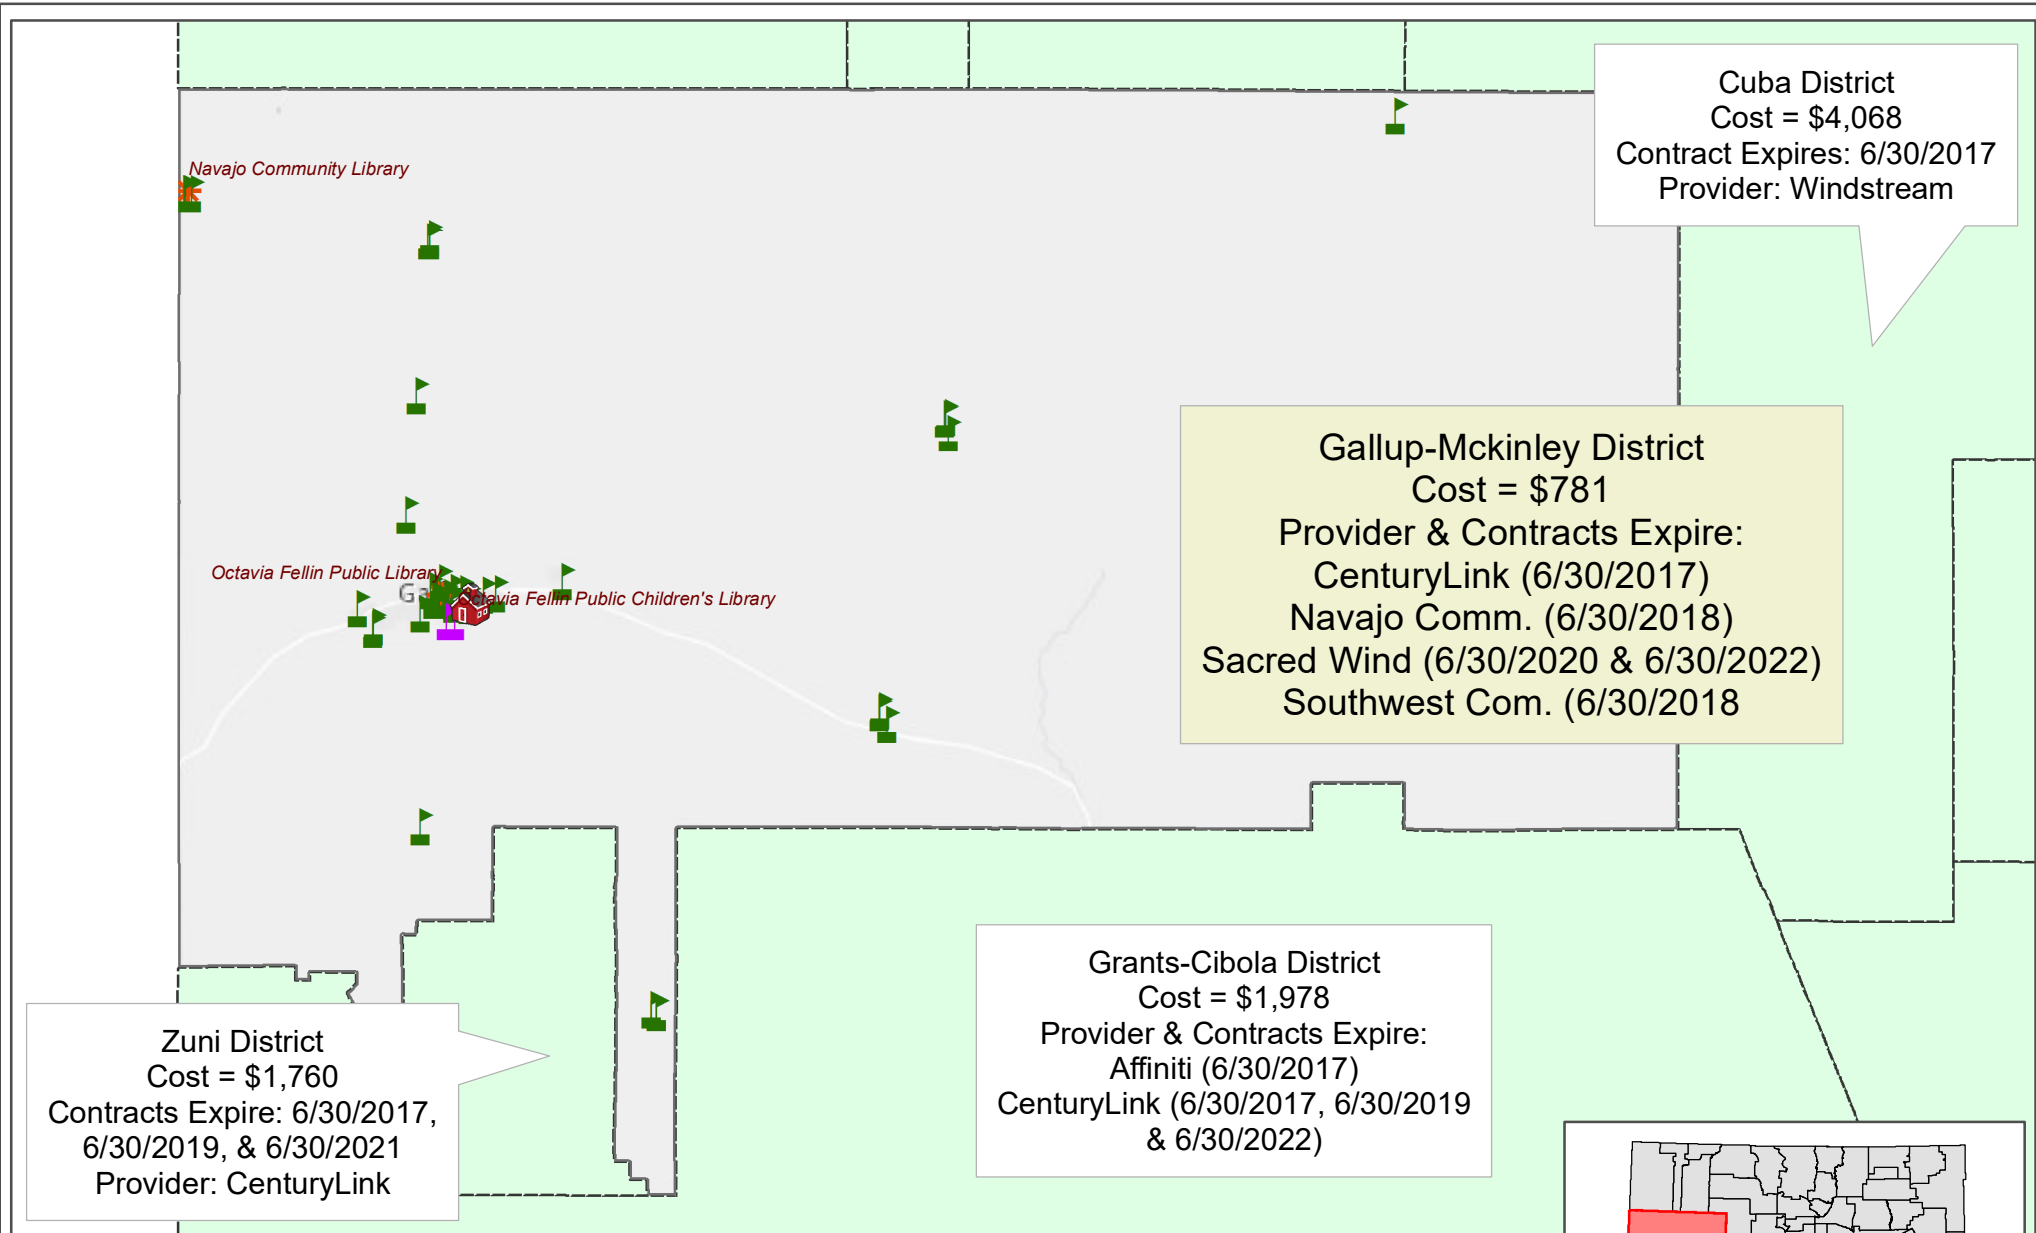 Cuba District
Cost = $4,068
Contract Expires: 6/30/2017
Provider: Windstream
Navajo Community Library
Gallup-Mckinley District
Cost = $781
Provider & Contracts Expire:
CenturyLink (6/30/2017)
Navajo Comm. (6/30/2018)
Sacred Wind (6/30/2020 & 6/30/2022)
Southwest Com. (6/30/2018
Octavia Fellin Public Library
Octavia Fellin Public Children's Library
Grants-Cibola District
Cost = $1,978
Provider & Contracts Expire:
Affiniti (6/30/2017)
CenturyLink (6/30/2017, 6/30/2019
& 6/30/2022)
Zuni District
Cost = $1,760
Contracts Expire: 6/30/2017,
6/30/2019, & 6/30/2021
Provider: CenturyLink